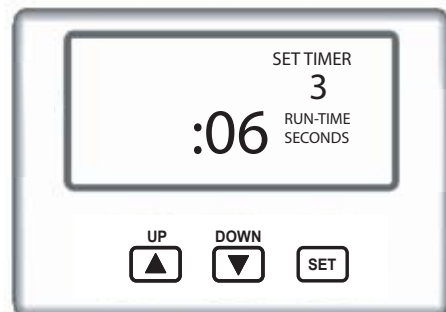 SET TIMER
3
:06 RUN-TIME
SECONDS
UP DOWN
SET